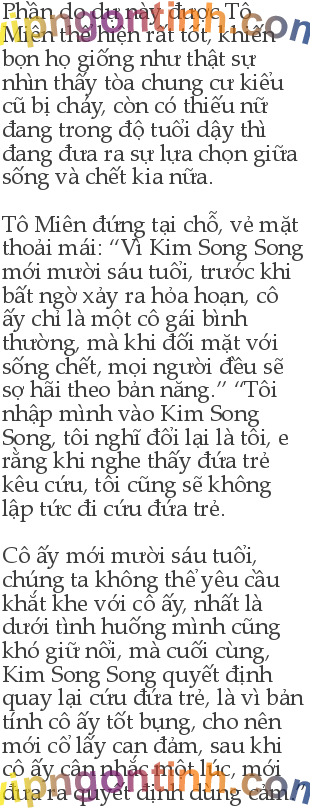 Phần do dự này được Tô
Miên thể hiện rất tốt, khiến
bọn họ giống như thật sự
nhìn thấy tòa chung cư kiểu
cũ bị cháy, còn có thiếu nữ
đang trong độ tuổi dậy thì
đang đưa ra sự lựa chọn giữa
sống và chết kia nữa.
Tô Miên đứng tại chỗ, vẻ mặt
thoải mái: “Vì Kim Song Song
mới mười sáu tuổi, trước khi
bất ngờ xảy ra hỏa hoạn, cô
ấy chỉ là một cô gái bình
thường, mà khi đối mặt với
sống chết, mọi người đều sẽ
sợ hãi theo bản năng.” “Tôi
nhập mình vào Kim Song
Song, tôi nghĩ đổi lại là tôi, e
rằng khi nghe thấy đứa trẻ
kêu cứu, tôi cũng sẽ không
lập tức đi cứu đứa trẻ.
Cô ấy mới mười sáu tuổi,
chúng ta không thể yêu cầu
khắt khe với cô ấy, nhất là
dưới tình huống mình cũng
khó giữ nổi, mà cuối cùng,
Kim Song Song quyết định
quay lại cứu đứa trẻ, là vì bản
tính cô ấy tốt bụng, cho nên
mới cổ lấy can đảm, sau khi
cô ấy cân nhắc một lúc, mới
đưa ra quyết định dũng cảm.”